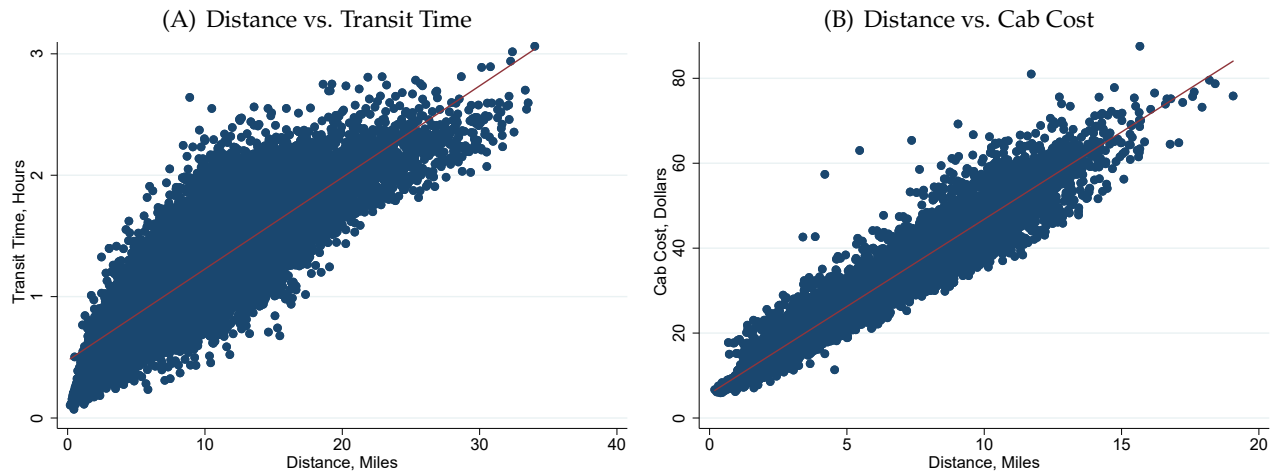 (A) Distance vs. Transit Time
Transit Time, Hours
3
2
1
0
0 10 20 30 40
Distance, Miles
(B) Distance vs. Cab Cost
Cab Cost, Dollars
80
60
40
20
0
0 5 10 15 20
Distance, Miles